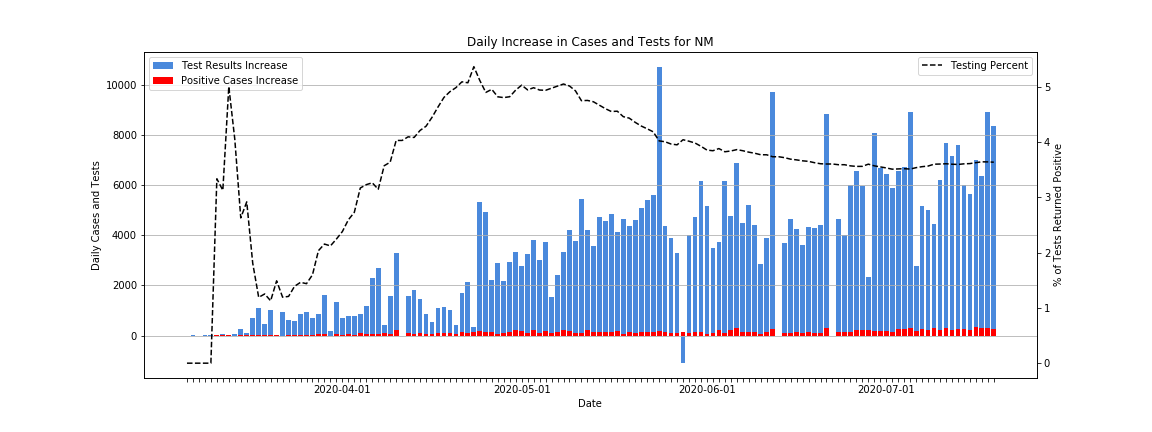 Daily Increase in Cases and Tests for NM
Test Results Increase
Positive Cases Increase
Testing Percent
10000
8000
6000
4000
2000
0
Daily Cases and Tests
5
4
3
2
1
0
% of Tests Returned Positive
2020-04-01
2020-05-01
2020-06-01
2020-07-01
Date